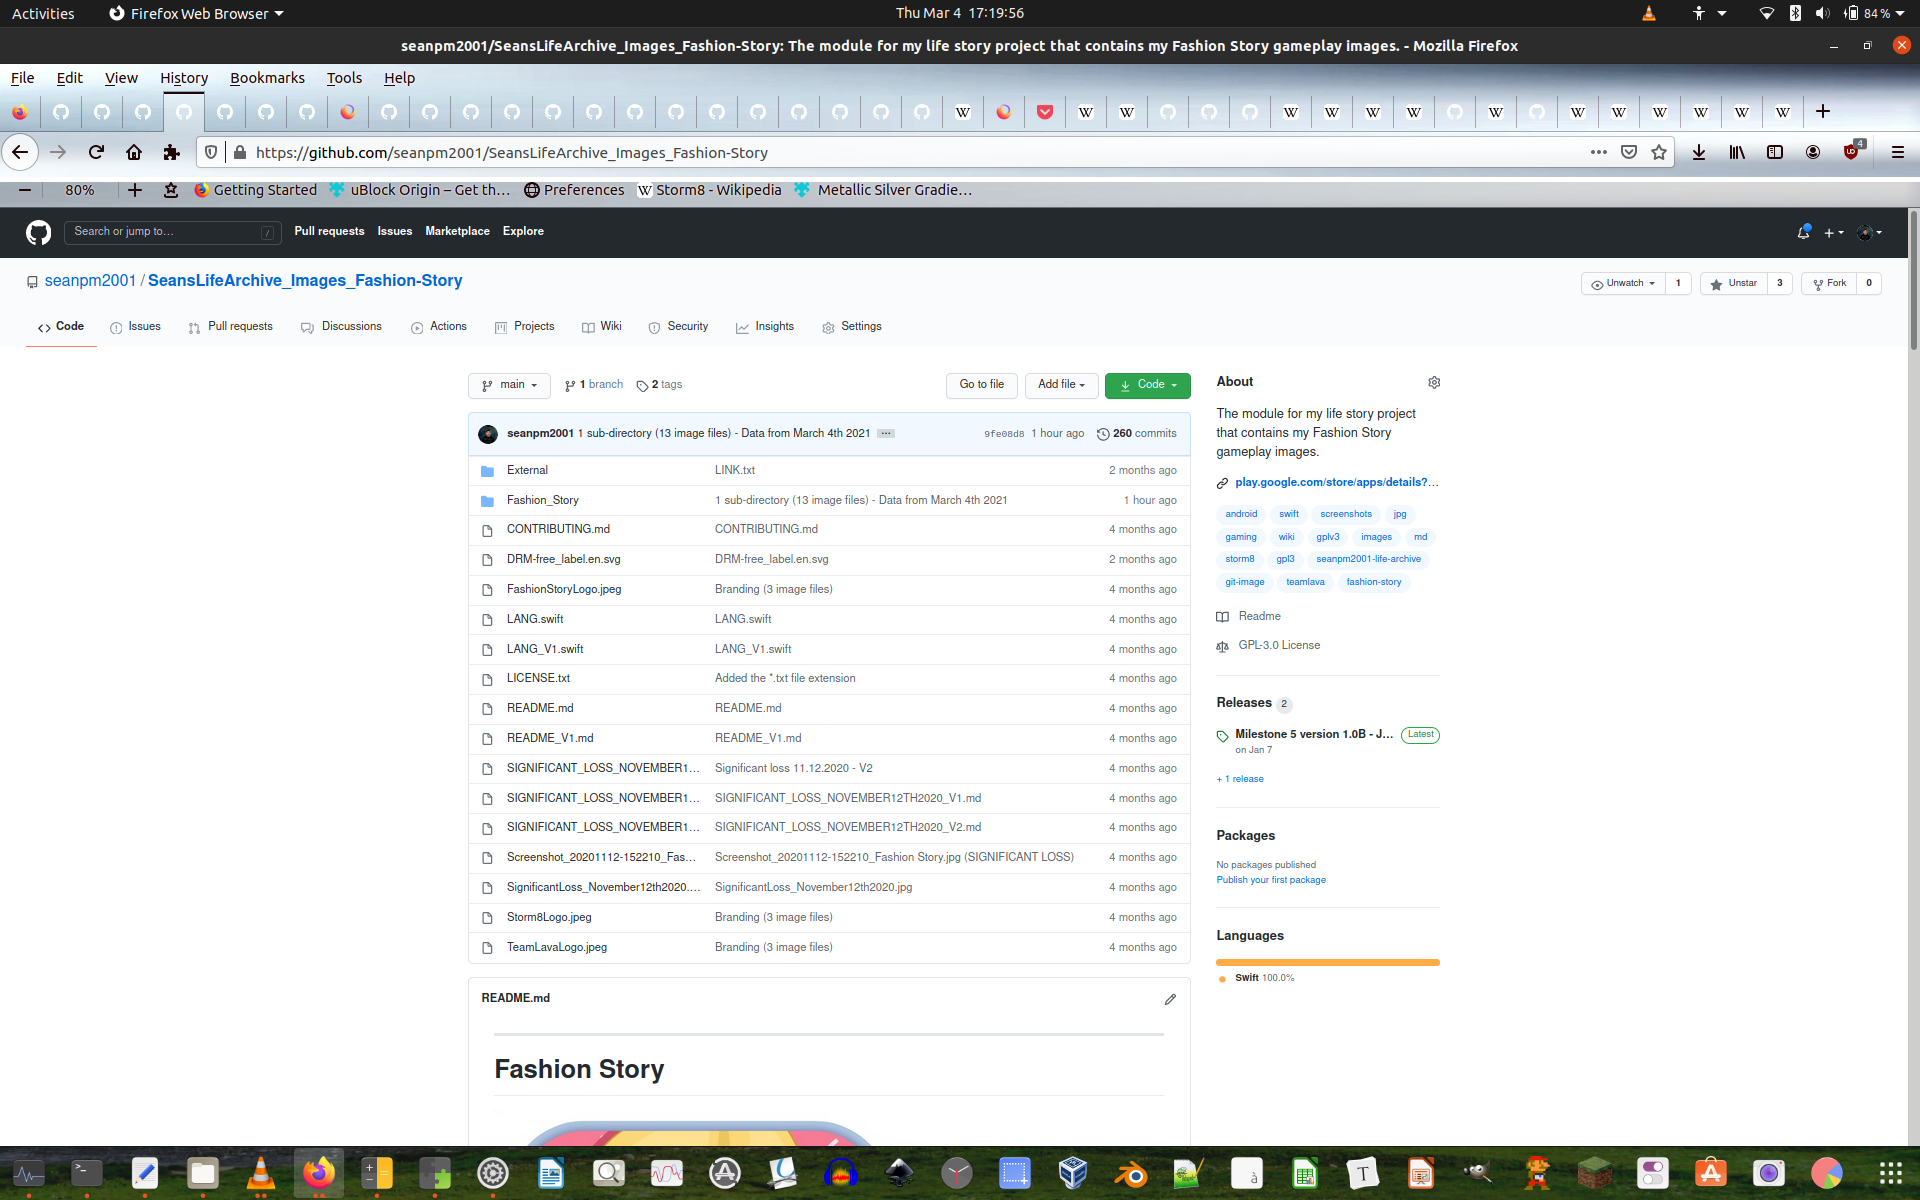 Activities Firefox Web Browser Thu Mar 4 17:19:56 84 %
seanpm2001/SeansLifeArchive_Images_Fashion-Story: The module for my life story project that contains my Fashion Story gameplay images. - Mozilla Firefox
File Edit View History Bookmarks Tools Help
https://github.com/seanpm2001/SeansLifeArchive_Images_Fashion-Story 4
80% Getting Started uBlock Origin – Get th… Preferences Storm8 - Wikipedia Metallic Silver Gradie…
Search or jump to… / Pull requests Issues Marketplace Explore
seanpm2001 / SeansLifeArchive_Images_Fashion-Story Unwatch 1 Unstar 3 Fork 0
Code Issues Pull requests Discussions Actions Projects Wiki Security Insights Settings
main 1 branch 2 tags Go to file Add file Code
seanpm2001 1 sub-directory (13 image files) - Data from March 4th 2021 ... 9fe08d8 1 hour ago 260 commits
External LINK.txt 2 months ago
Fashion_Story 1 sub-directory (13 image files) - Data from March 4th 2021 1 hour ago
CONTRIBUTING.md CONTRIBUTING.md 4 months ago
DRM-free_label.en.svg DRM-free_label.en.svg 2 months ago
FashionStoryLogo.jpeg Branding (3 image files) 4 months ago
LANG.swift LANG.swift 4 months ago
LANG_V1.swift LANG_V1.swift 4 months ago
LICENSE.txt Added the *.txt file extension 4 months ago
README.md README.md 4 months ago
README_V1.md README_V1.md 4 months ago
SIGNIFICANT_LOSS_NOVEMBER1… Significant loss 11.12.2020 - V2 4 months ago
SIGNIFICANT_LOSS_NOVEMBER1… SIGNIFICANT_LOSS_NOVEMBER12TH2020_V1.md 4 months ago
SIGNIFICANT_LOSS_NOVEMBER1… SIGNIFICANT_LOSS_NOVEMBER12TH2020_V2.md 4 months ago
Screenshot_20201112-152210_Fas… Screenshot_20201112-152210_Fashion Story.jpg (SIGNIFICANT LOSS) 4 months ago
SignificantLoss_November12th2020.… SignificantLoss_November12th2020.jpg 4 months ago
Storm8Logo.jpeg Branding (3 image files) 4 months ago
TeamLavaLogo.jpeg Branding (3 image files) 4 months ago
README.md
Fashion Story
About
The module for my life story project
that contains my Fashion Story
gameplay images.
play.google.com/store/apps/details?…
android swift screenshots jpg
gaming wiki gplv3 images md
storm8 gpl3 seanpm2001-life-archive
git-image teamlava fashion-story
Readme
GPL-3.0 License
Releases 2
Milestone 5 version 1.0B - J… Latest
on Jan 7
+ 1 release
Packages
No packages published
Publish your first package
Languages
Swift 100.0%